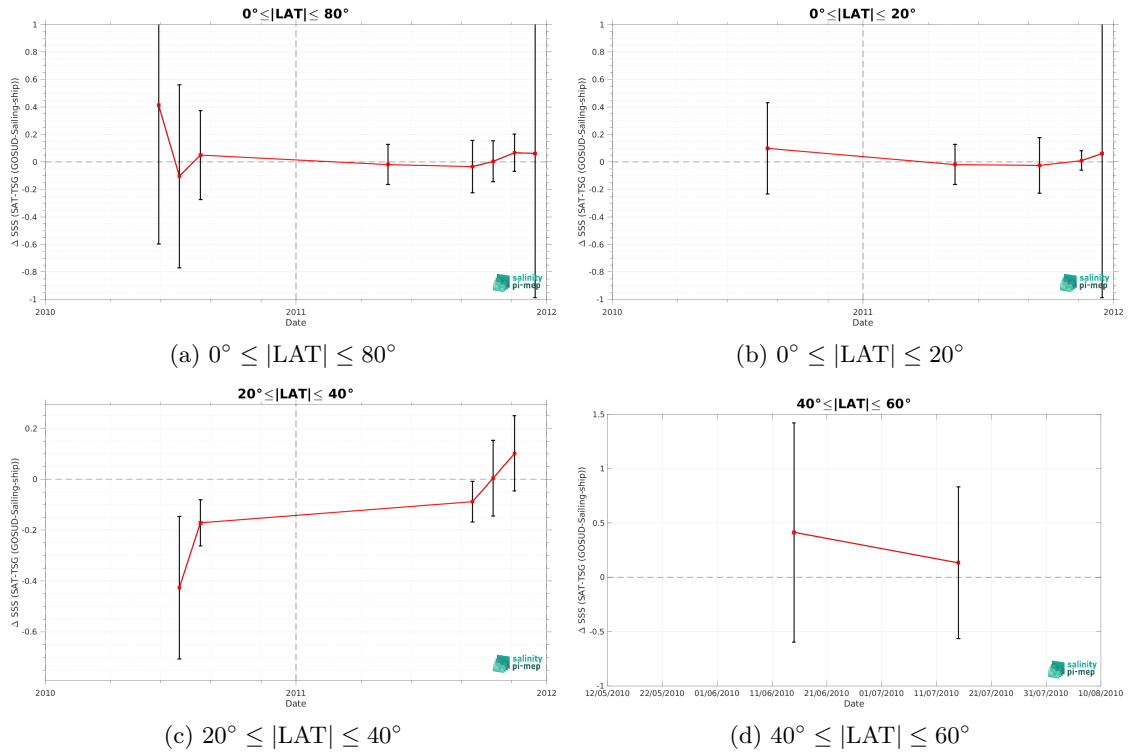 0°≤|LAT|≤ 80°
Δ SSS (SAT-TSG (GOSUD-Sailing-ship))
1
0.8
0.6
0.4
0.2
0
-0.2
-0.4
-0.6
-0.8
-1
2010 2011 2012
Date
salinity
pi-mep
(a) 0° ≤ |LAT| ≤ 80°
0°≤|LAT|≤ 20°
Δ SSS (SAT-TSG (GOSUD-Sailing-ship))
1
0.8
0.6
0.4
0.2
0
-0.2
-0.4
-0.6
-0.8
-1
2010 2011 2012
Date
salinity
pi-mep
(b) 0° ≤ |LAT| ≤ 20°
20°≤|LAT|≤ 40°
Δ SSS (SAT-TSG (GOSUD-Sailing-ship))
0.2
0
-0.2
-0.4
-0.6
2010 2011 2012
Date
salinity
pi-mep
(c) 20° ≤ |LAT| ≤ 40°
40°≤|LAT|≤ 60°
Δ SSS (SAT-TSG (GOSUD-Sailing-ship))
1.5
1
0.5
0
-0.5
-1
12/05/2010 22/05/2010 01/06/2010 11/06/2010 21/06/2010 01/07/2010 11/07/2010 21/07/2010 31/07/2010 10/08/2010
Date
salinity
pi-mep
(d) 40° ≤ |LAT| ≤ 60°